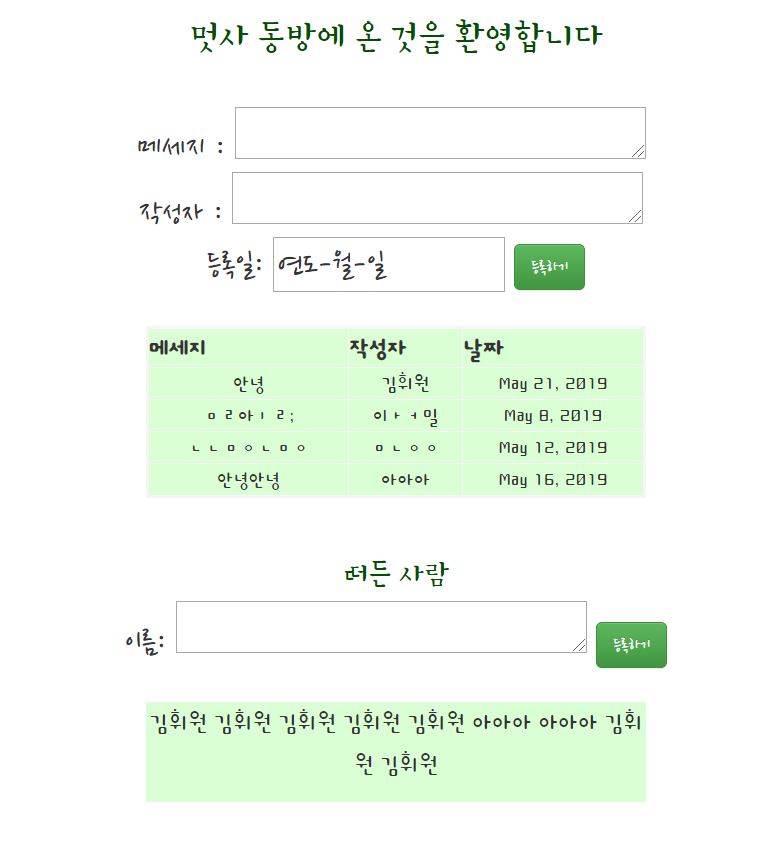 멋사 동방에 온 것을 환영합니다
메세지 :
작성자 :
등록일: 연도-월-일 등록하기
메세지 작성자 날짜
안녕 김휘원 May 21, 2019
ㅁㄹ아ㅣㄹ; 이ㅏㅓ밀 May 8, 2019
ㄴㄴㅁㅇㄴㅁㅇ ㅁㄴㅇㅇ May 12, 2019
안녕안녕 아아아 May 16, 2019
떠든 사람
이름: 등록하기
김휘원 김휘원 김휘원 김휘원 김휘원 아아아 아아아 김휘
원 김휘원